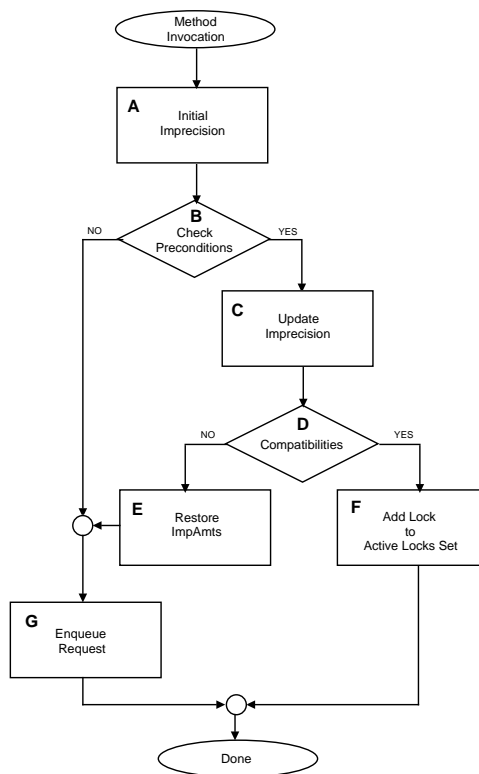 Method
Invocation
A
Initial
Imprecision
B
NO
Check
Preconditions
YES
C
Update
Imprecision
D
NO
Compatibilities
YES
E
Restore
ImpAmts
F
Add Lock
to
Active Locks Set
G
Enqueue
Request
Done